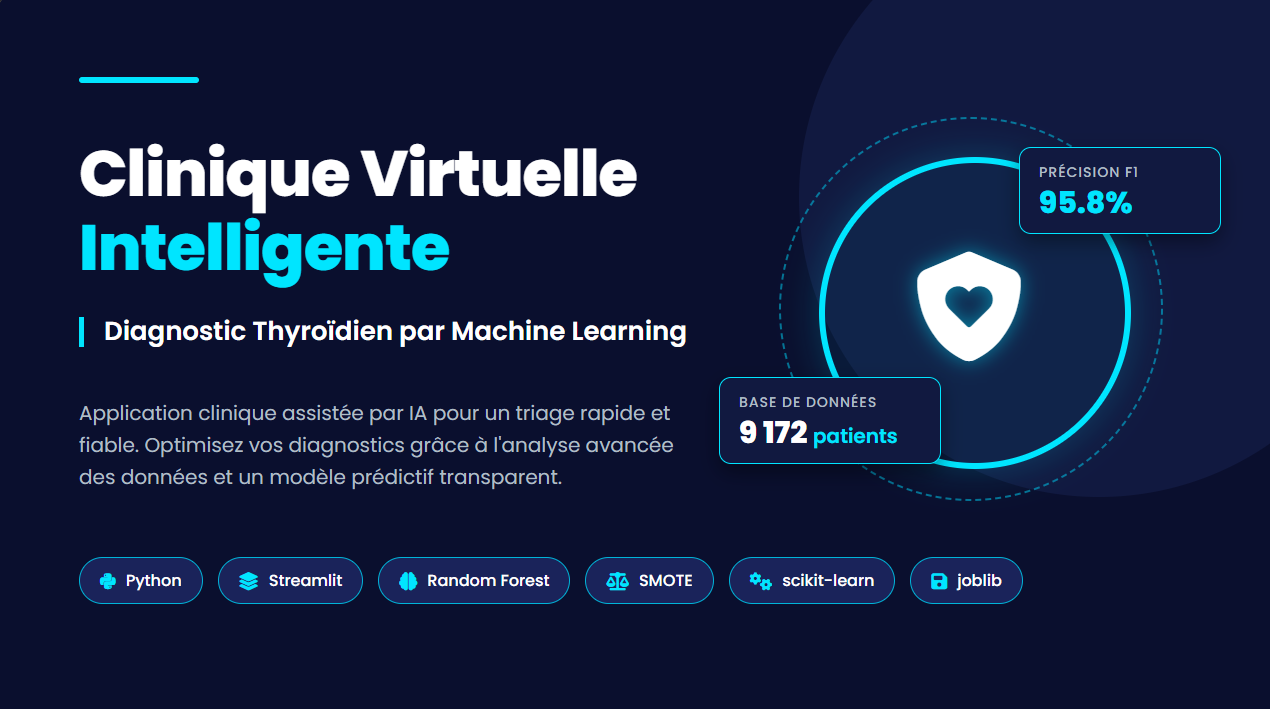 Clinique Virtuelle
Intelligente
Diagnostic Thyroïdien par Machine Learning
Application clinique assistée par IA pour un triage rapide et
fiable. Optimisez vos diagnostics grâce à l'analyse avancée
des données et un modèle prédictif transparent.
PRÉCISION F1
95.8%
BASE DE DONNÉES
9 172 patients
Python
Streamlit
Random Forest
SMOTE
scikit-learn
joblib